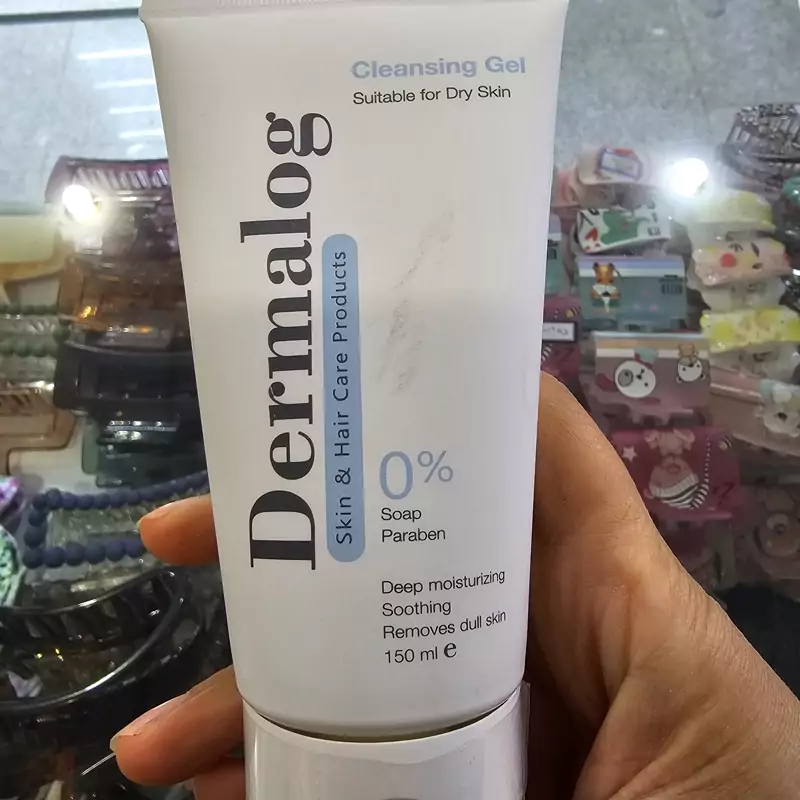 Cleansing Gel
Suitable for Dry Skin
Dermalog
Skin & Hair Care Products
0%
Soap
Paraben
Deep moisturizing
Soothing
Removes dull skin
150 ml e